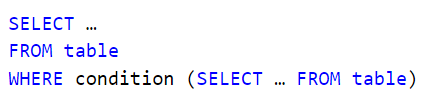 SELECT …
FROM table
WHERE condition (SELECT … FROM table)